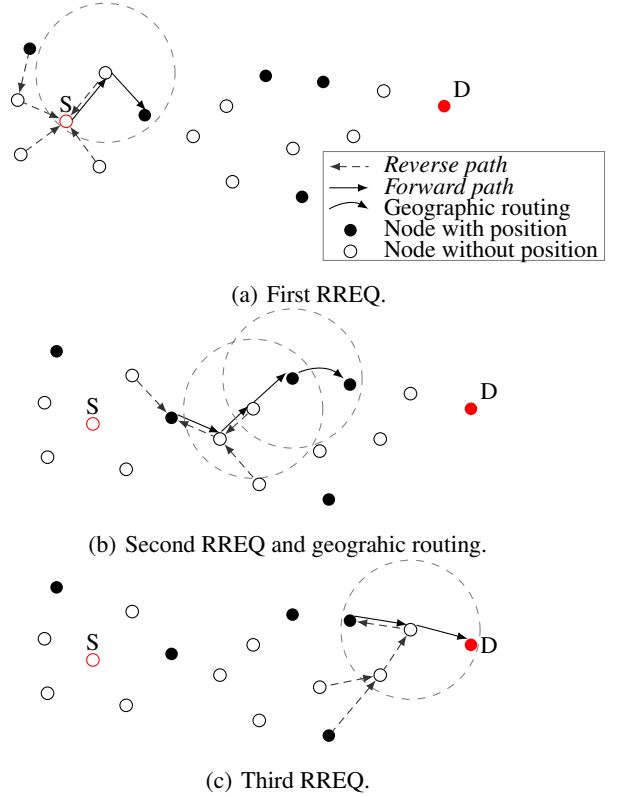 S
D
Reverse path
Forward path
Geographic routing
Node with position
Node without position
(a) First RREQ.
S
D
(b) Second RREQ and geograhic routing.
S
D
(c) Third RREQ.